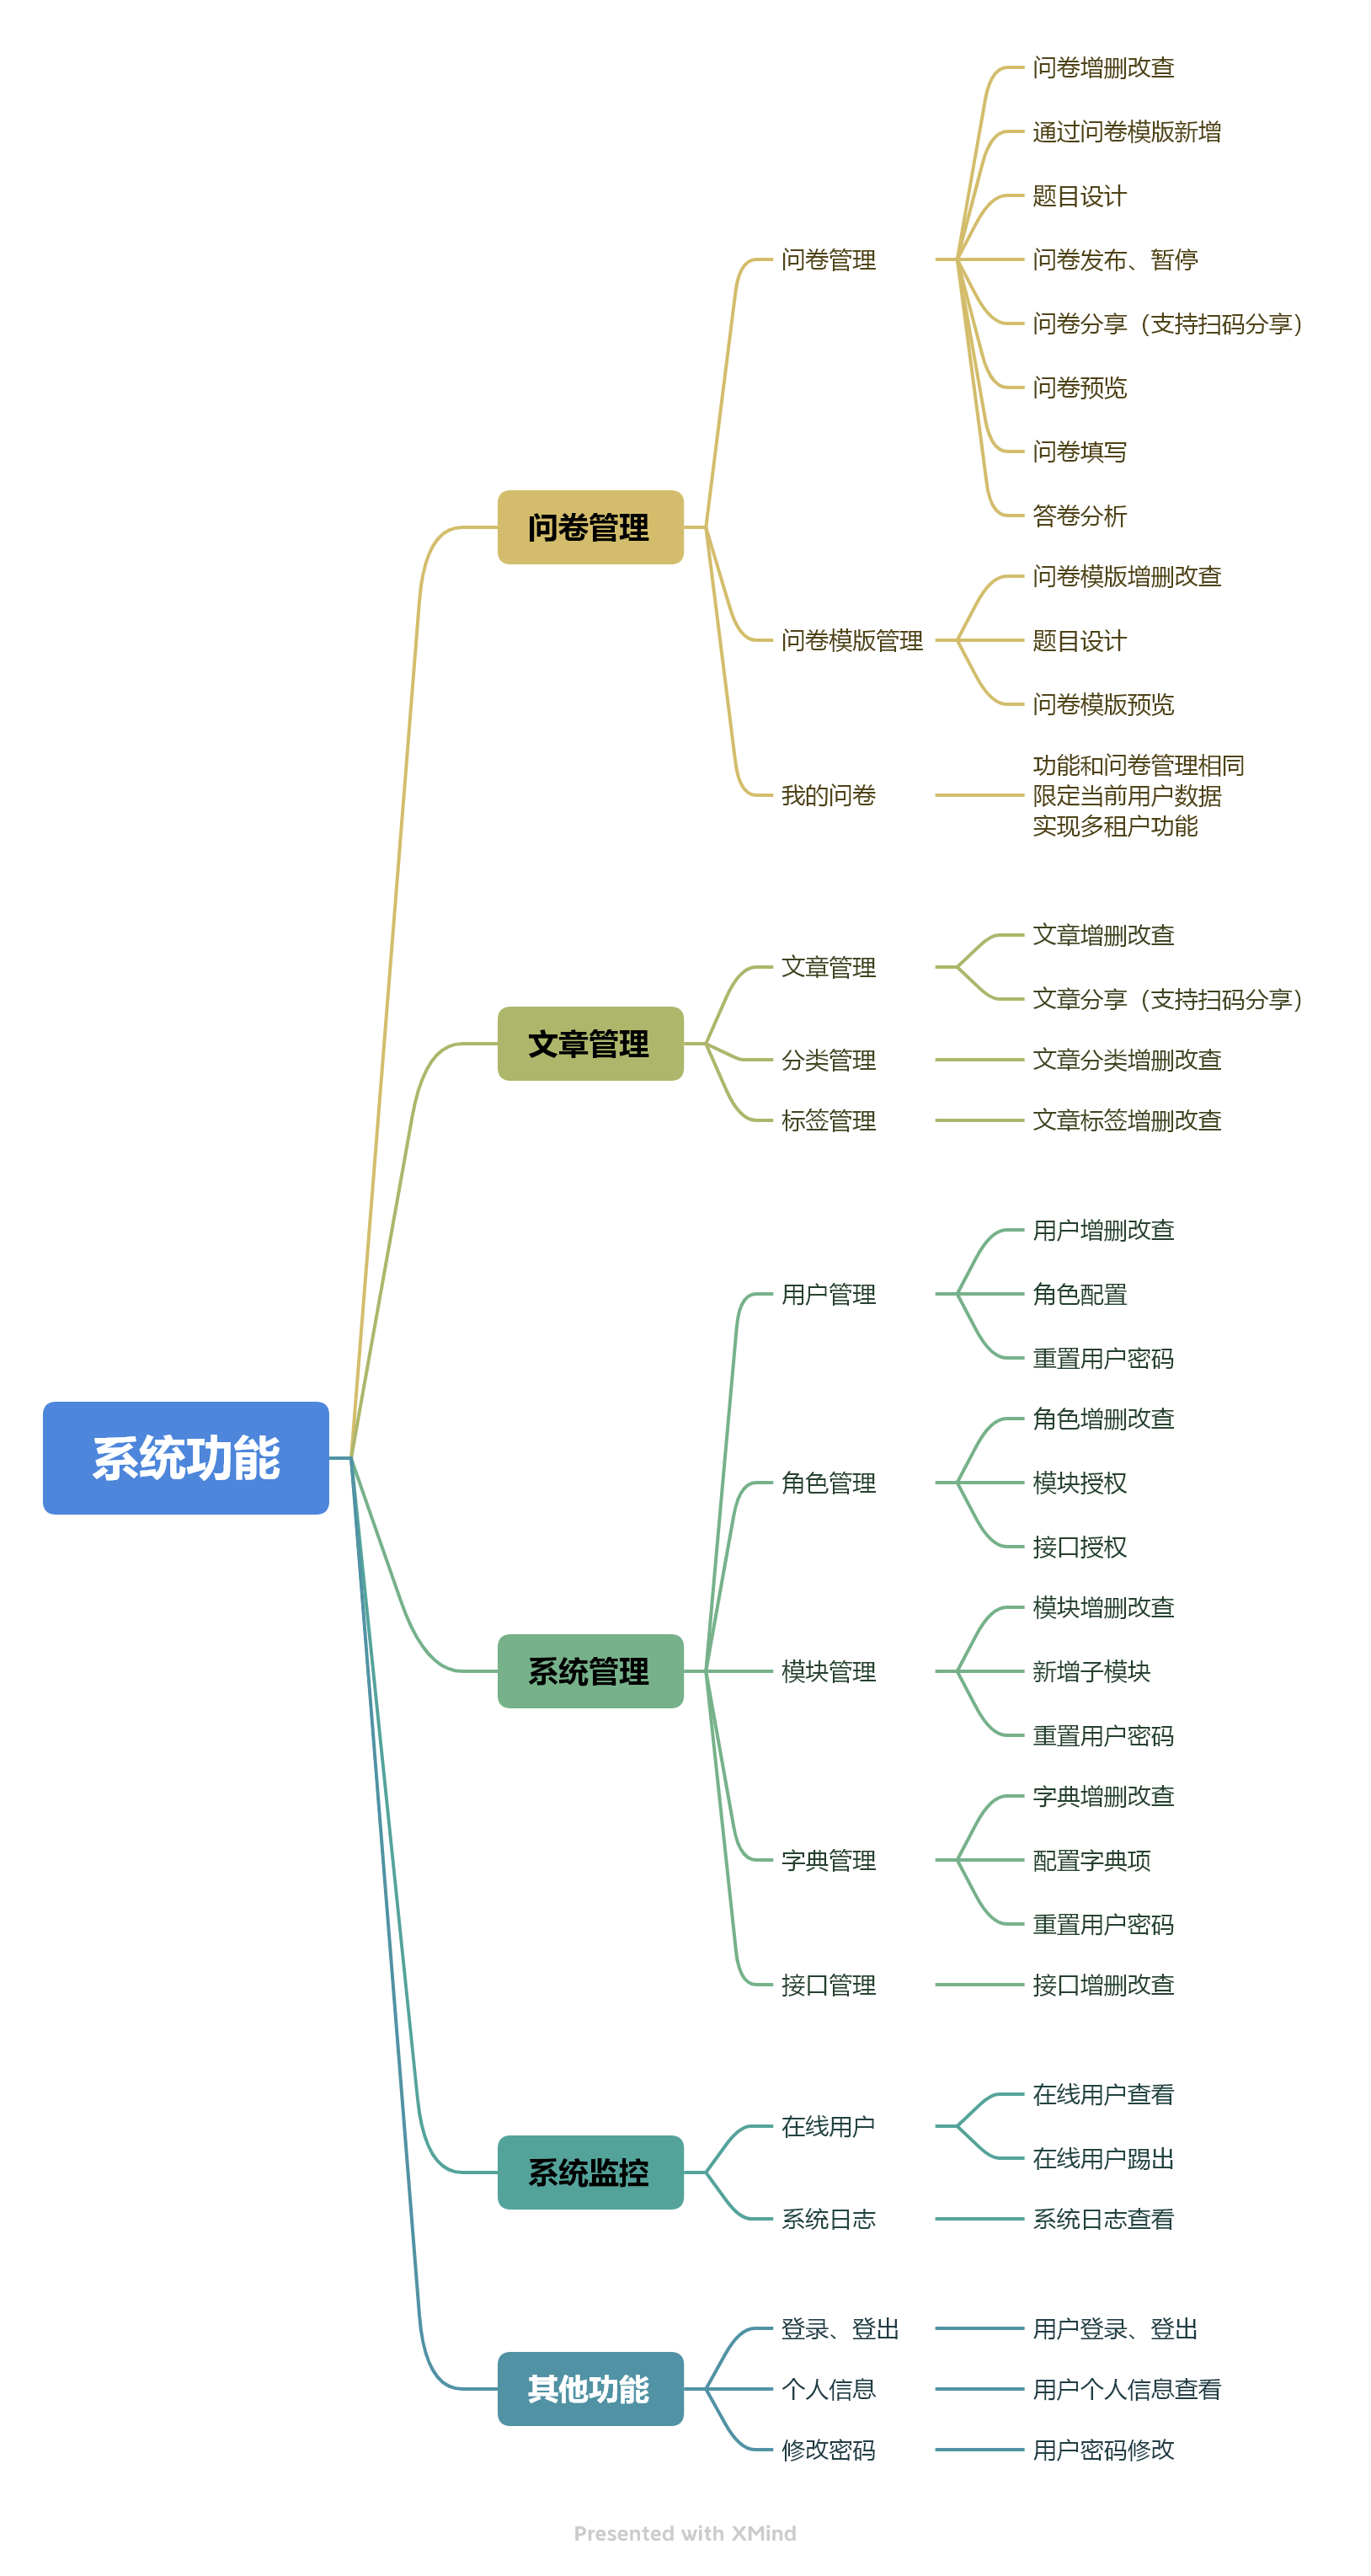 系统功能
问卷管理
问卷管理
问卷增删改查
通过问卷模版新增
题目设计
问卷发布、暂停
问卷分享（支持扫码分享）
问卷预览
问卷填写
答卷分析
问卷模版管理
问卷模版增删改查
题目设计
问卷模版预览
我的问卷
功能和问卷管理相同
限定当前用户数据
实现多租户功能
文章管理
文章管理
文章增删改查
文章分享（支持扫码分享）
分类管理
文章分类增删改查
标签管理
文章标签增删改查
系统管理
用户管理
用户增删改查
角色配置
重置用户密码
角色管理
角色增删改查
模块授权
接口授权
模块管理
模块增删改查
新增子模块
重置用户密码
字典管理
字典增删改查
配置字典项
重置用户密码
接口管理
接口增删改查
系统监控
在线用户
在线用户查看
在线用户踢出
系统日志
系统日志查看
其他功能
登录、登出
用户登录、登出
个人信息
用户个人信息查看
修改密码
用户密码修改
Presented with XMind